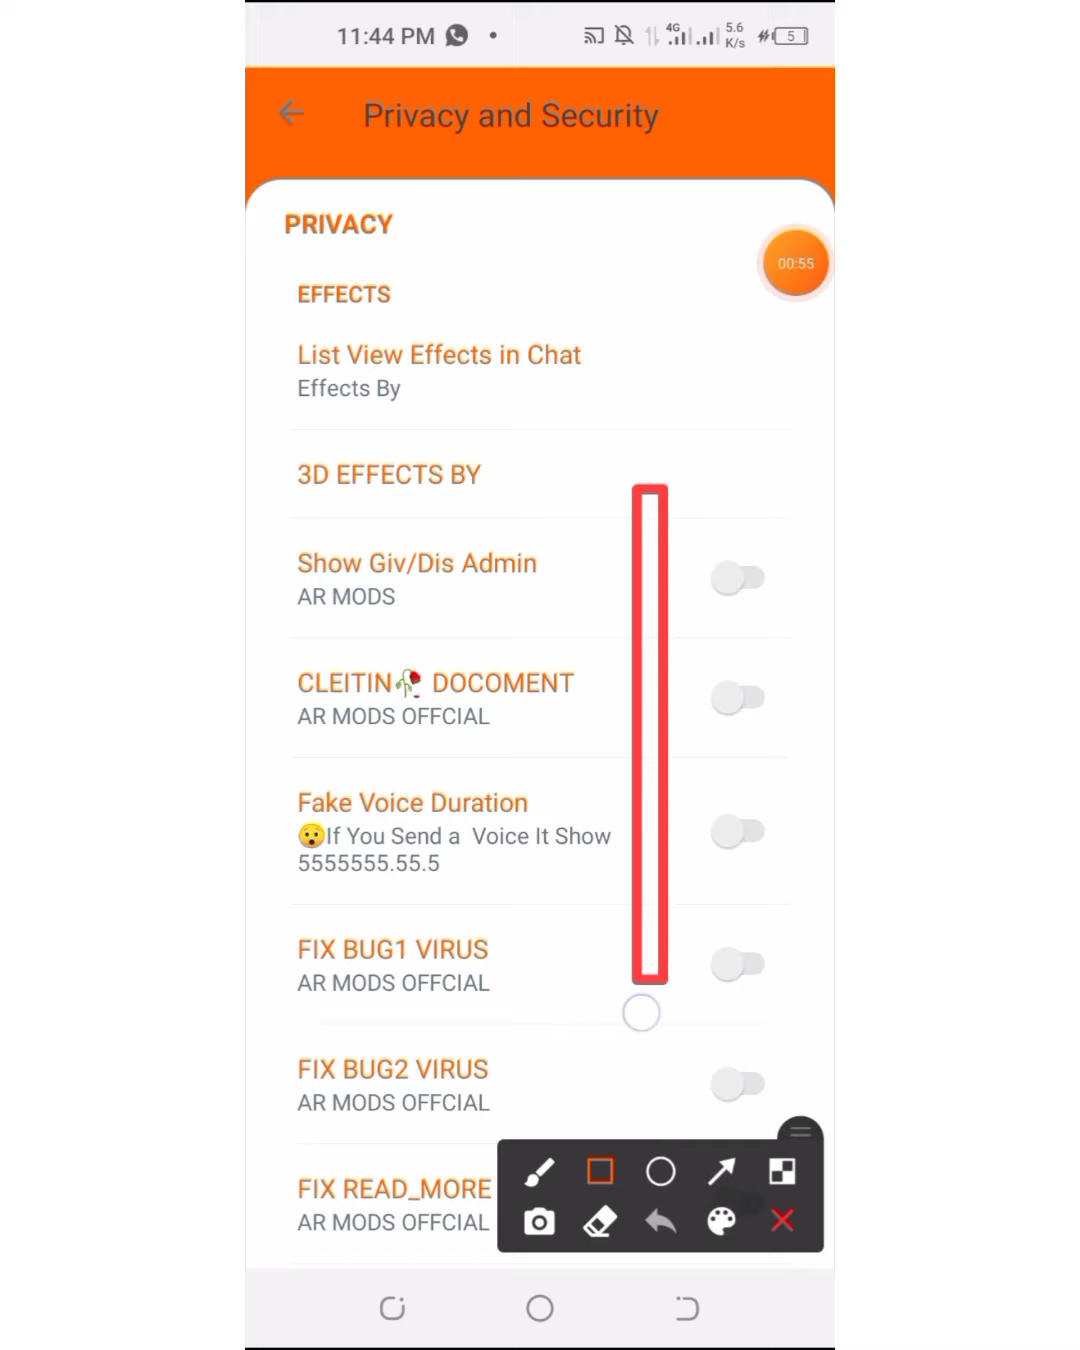 11:44 PM
4G
5.6
K/s
5
Privacy and Security
PRIVACY
00:55
EFFECTS
List View Effects in Chat
Effects By
3D EFFECTS BY
Show Giv/Dis Admin
AR MODS
CLEITIN🥀 DOCOMENT
AR MODS OFFCIAL
Fake Voice Duration
😯If You Send a Voice It Show
5555555.55.5
FIX BUG1 VIRUS
AR MODS OFFCIAL
FIX BUG2 VIRUS
AR MODS OFFCIAL
FIX READ_MORE
AR MODS OFFCIAL